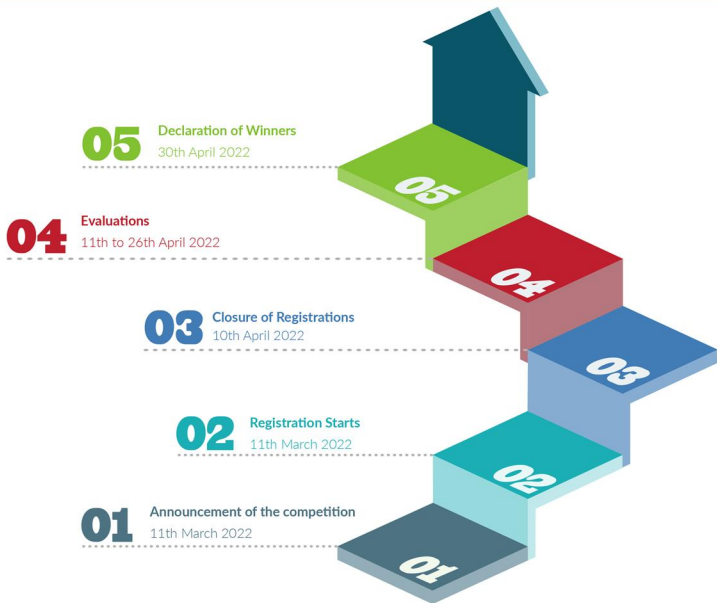 05
Declaration of Winners
30th April 2022
05
04
Evaluations
11th to 26th April 2022
04
03
Closure of Registrations
10th April 2022
03
02
Registration Starts
11th March 2022
02
01
Announcement of the competition
11th March 2022
01